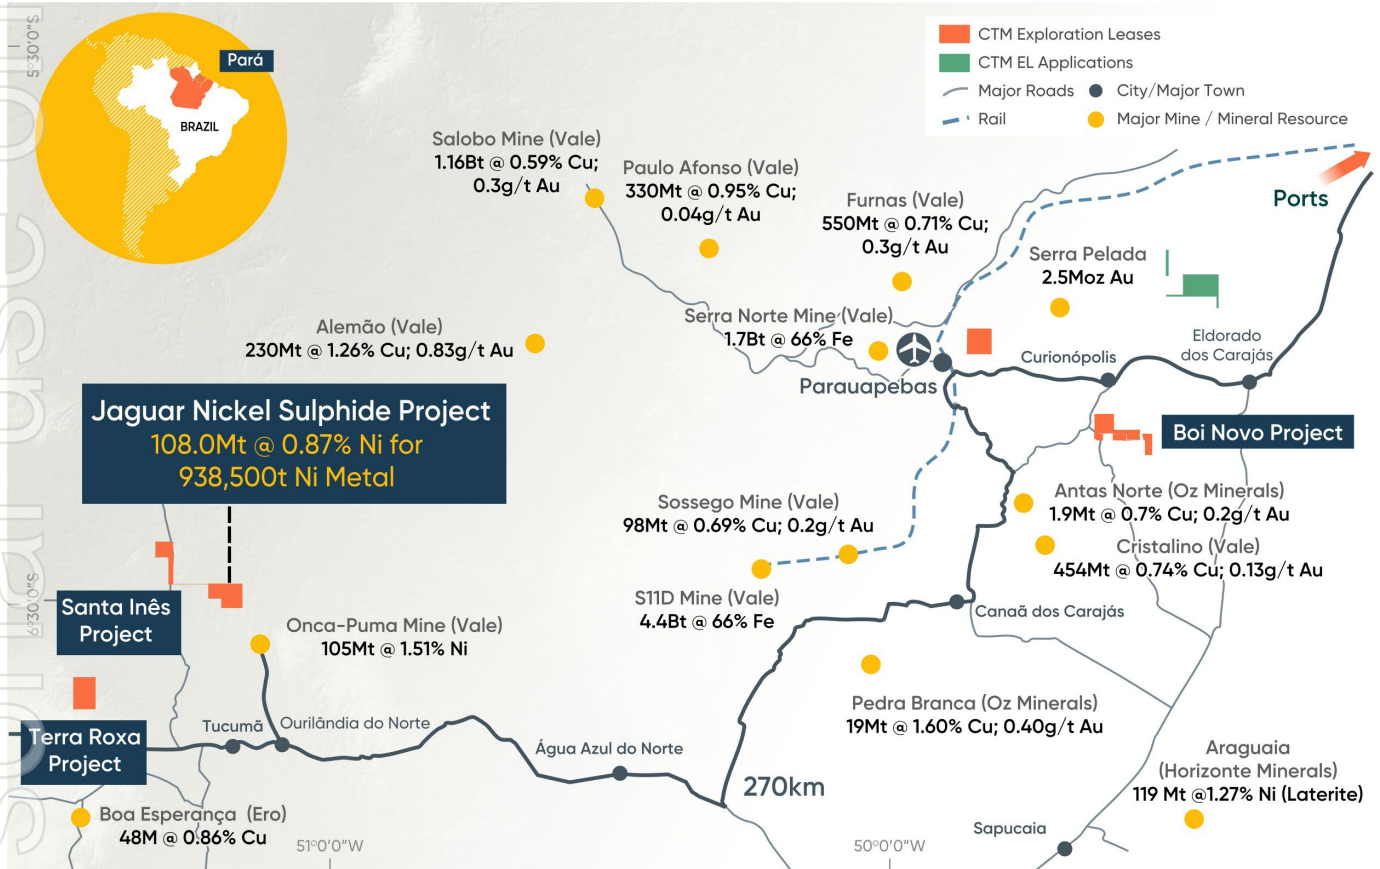 5°30'0"S
Pará
BRAZIL
CTM Exploration Leases
CTM EL Applications
Major Roads
City/Major Town
Rail
Major Mine / Mineral Resource
Salobo Mine (Vale)
1.16Bt @ 0.59% Cu;
0.3g/t Au
Paulo Afonso (Vale)
330Mt @ 0.95% Cu;
0.04g/t Au
Furnas (Vale)
550Mt @ 0.71% Cu;
0.3g/t Au
Ports
Serra Pelada
2.5Moz Au
Serra Norte Mine (Vale)
1.7Bt @ 66% Fe
Alemão (Vale)
230Mt @ 1.26% Cu; 0.83g/t Au
Parauapebas
Curionópolis
Eldorado
dos Carajás
Jaguar Nickel Sulphide Project
108.0Mt @ 0.87% Ni for
938,500t Ni Metal
Boi Novo Project
Sossego Mine (Vale)
98Mt @ 0.69% Cu; 0.2g/t Au
Antas Norte (Oz Minerals)
1.9Mt @ 0.7% Cu; 0.2g/t Au
Cristalino (Vale)
454Mt @ 0.74% Cu; 0.13g/t Au
S11D Mine (Vale)
4.4Bt @ 66% Fe
Canaã dos Carajás
6°30'0"S
Santa Inês
Project
Onca-Puma Mine (Vale)
105Mt @ 1.51% Ni
Pedra Branca (Oz Minerals)
19Mt @ 1.60% Cu; 0.40g/t Au
Terra Roxa
Project
Tucumã
Ourilândia do Norte
Água Azul do Norte
270km
Araguaia
(Horizonte Minerals)
119 Mt @1.27% Ni (Laterite)
Boa Esperança (Ero)
48M @ 0.86% Cu
Sapucaia
51°0'0"W
50°0'0"W